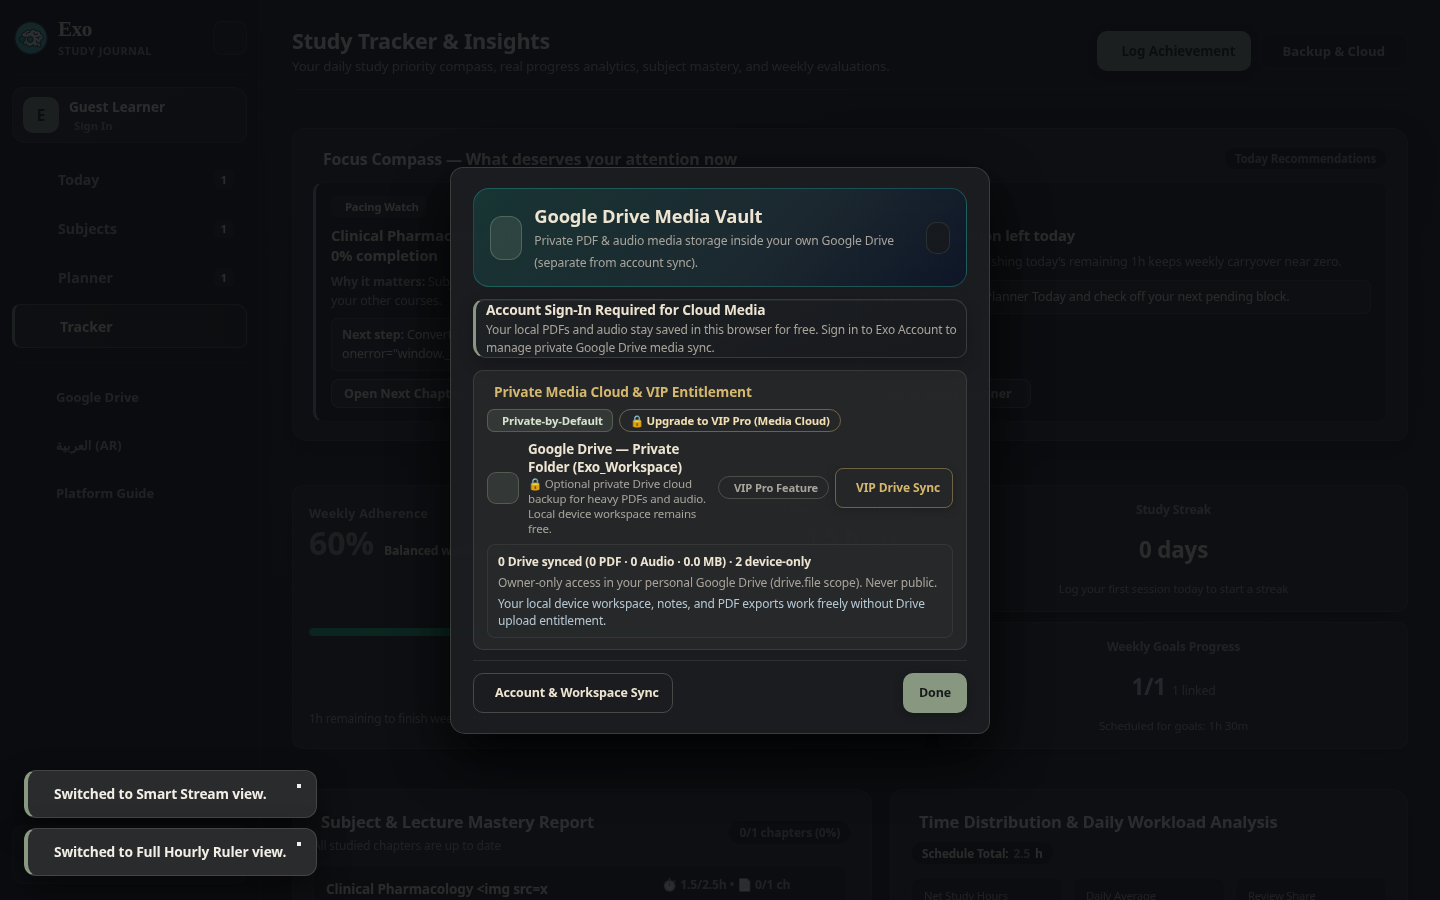 Exo
STUDY JOURNAL
E
Guest Learner
Sign In
Today 1
Subjects 1
Planner 1
Tracker
Google Drive
العربية (AR)
Platform Guide
Study Tracker & Insights
Your daily study priority compass, real progress analytics, subject mastery, and weekly evaluations.
Log Achievement
Backup & Cloud
Focus Compass — What deserves your attention now
Today Recommendations
Pacing Watch
Clinical Pharmac
0% completion
Why it matters: Sub
your other courses
Next step: Convert
onerror="window.
Open Next Chapt
n left today
shing today's remaining 1h keeps weekly carryover near zero.
lanner Today and check off your next pending block.
ner
Google Drive Media Vault
Private PDF & audio media storage inside your own Google Drive
(separate from account sync).
Account Sign-In Required for Cloud Media
Your local PDFs and audio stay saved in this browser for free. Sign in to Exo Account to
manage private Google Drive media sync.
Private Media Cloud & VIP Entitlement
Private-by-Default
🔒 Upgrade to VIP Pro (Media Cloud)
Google Drive — Private
Folder (Exo_Workspace)
🔒 Optional private Drive cloud
backup for heavy PDFs and audio.
Local device workspace remains
free.
VIP Pro Feature
VIP Drive Sync
0 Drive synced (0 PDF · 0 Audio · 0.0 MB) · 2 device-only
Owner-only access in your personal Google Drive (drive.file scope). Never public.
Your local device workspace, notes, and PDF exports work freely without Drive
upload entitlement.
Account & Workspace Sync
Done
Weekly Adherence
60% Balanced w
1h remaining to finish wee
Study Streak
0 days
Log your first session today to start a streak
Weekly Goals Progress
1/1 1 linked
Scheduled for goals: 1h 30m
Switched to Smart Stream view.
Switched to Full Hourly Ruler view.
Subject & Lecture Mastery Report
All studied chapters are up to date
0/1 chapters (0%)
Clinical Pharmacology <img src=x
⏱ 1.5/2.5h • 📄 0/1 ch
Time Distribution & Daily Workload Analysis
Schedule Total: 2.5 h
Net Study Hours
Daily Average
Review Share